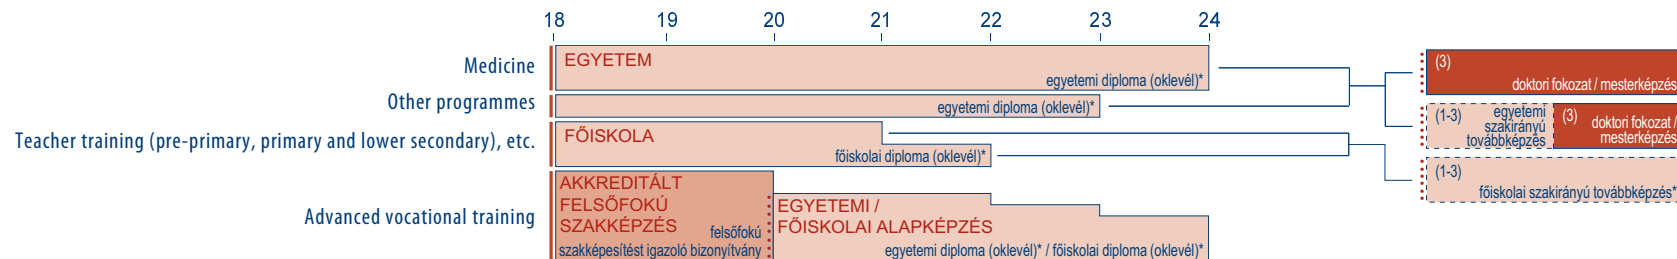 18 19 20 21 22 23 24
Medicine
EGYETEM
egyetemi diploma (oklevél)*
(3)
doktori fokozat / mesterképzés
Other programmes
egyetemi diploma (oklevél)*
(1-3) egyetemi
szakirányú
továbbképzés
(3) doktori fokozat /
mesterképzés
Teacher training (pre-primary, primary and lower secondary), etc.
FŐISKOLA
főiskolai diploma (oklevél)*
(1-3)
főiskolai szakirányú továbbképzés*
Advanced vocational training
AKKREDITÁLT
FELSŐFOKÚ
SZAKKÉPZÉS
felsőfokú
szakképesítést igazoló bizonyítvány
EGYETEMI /
FŐISKOLAI ALAPKÉPZÉS
egyetemi diploma (oklevél)* / főiskolai diploma (oklevél)*